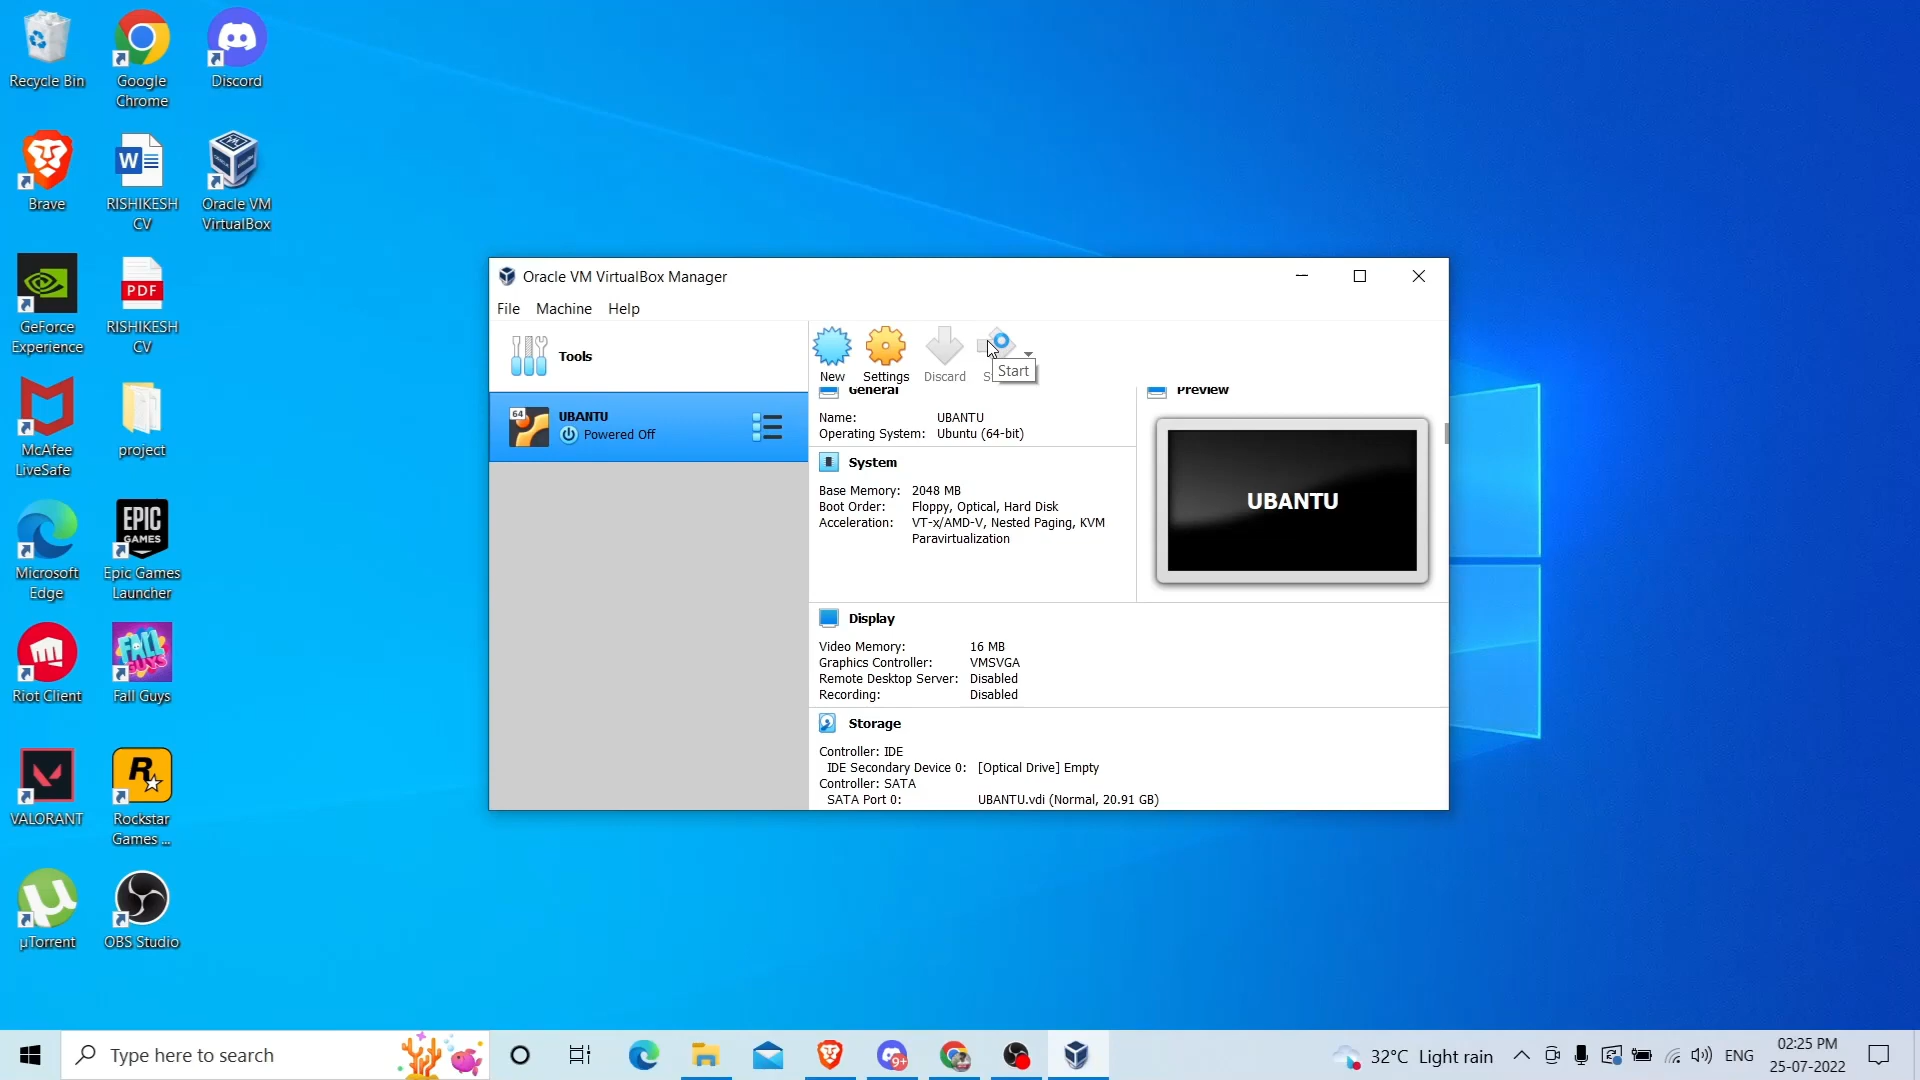 Recycle Bin
Google
Chrome
Discord
Brave
RISHIKESH
CV
Oracle VM
VirtualBox
GeForce
Experience
PDF
RISHIKESH
CV
McAfee
LiveSafe
project
Microsoft
Edge
EPIC
GAMES
Epic Games
Launcher
Riot Client
FALL
GUYS
Fall Guys
VALORANT
Rockstar
Games ...
µTorrent
OBS Studio
Oracle VM VirtualBox Manager
File Machine Help
Tools
64
UBANTU
Powered Off
New
Settings
Discard
Start
General
Name: UBANTU
Operating System: Ubuntu (64-bit)
System
Base Memory: 2048 MB
Boot Order: Floppy, Optical, Hard Disk
Acceleration: VT-x/AMD-V, Nested Paging, KVM
Paravirtualization
Preview
UBANTU
Display
Video Memory: 16 MB
Graphics Controller: VMSVGA
Remote Desktop Server: Disabled
Recording: Disabled
Storage
Controller: IDE
IDE Secondary Device 0: [Optical Drive] Empty
Controller: SATA
SATA Port 0: UBANTU.vdi (Normal, 20.91 GB)
Type here to search
9+
32°C Light rain
ENG
02:25 PM
25-07-2022